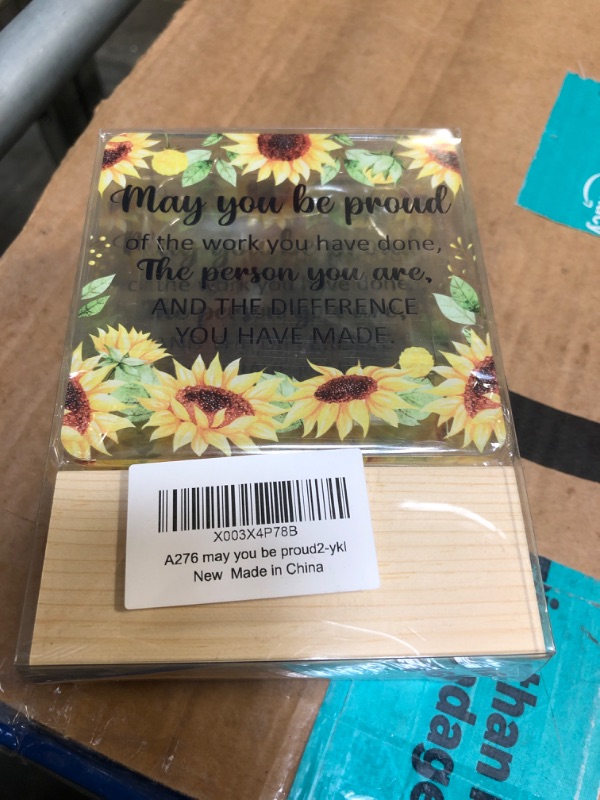 May you be proud
of the work you have done,
The person you are,
AND THE DIFFERENCE
YOU HAVE MADE.
X003X4P78B
A276 may you be proud2-ykl
New Made in China